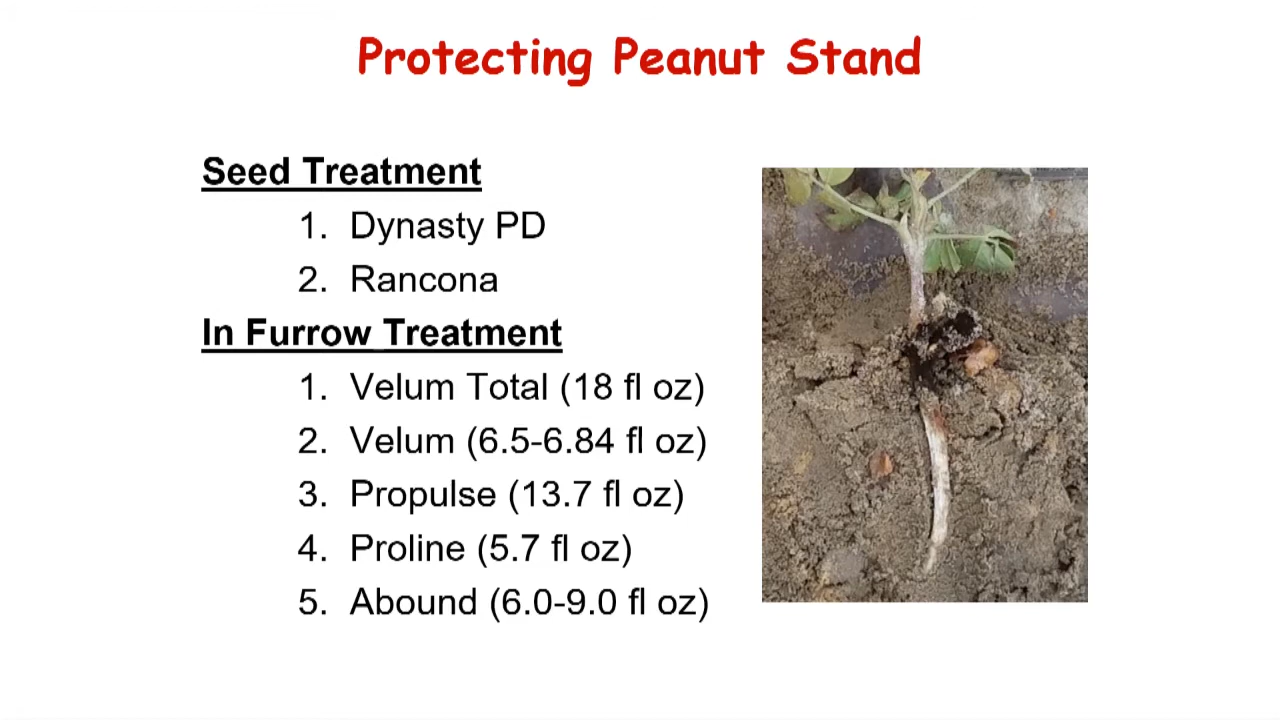 Protecting Peanut Stand
Seed Treatment
1. Dynasty PD
2. Rancona
In Furrow Treatment
1. Velum Total (18 fl oz)
2. Velum (6.5-6.84 fl oz)
3. Propulse (13.7 fl oz)
4. Proline (5.7 fl oz)
5. Abound (6.0-9.0 fl oz)